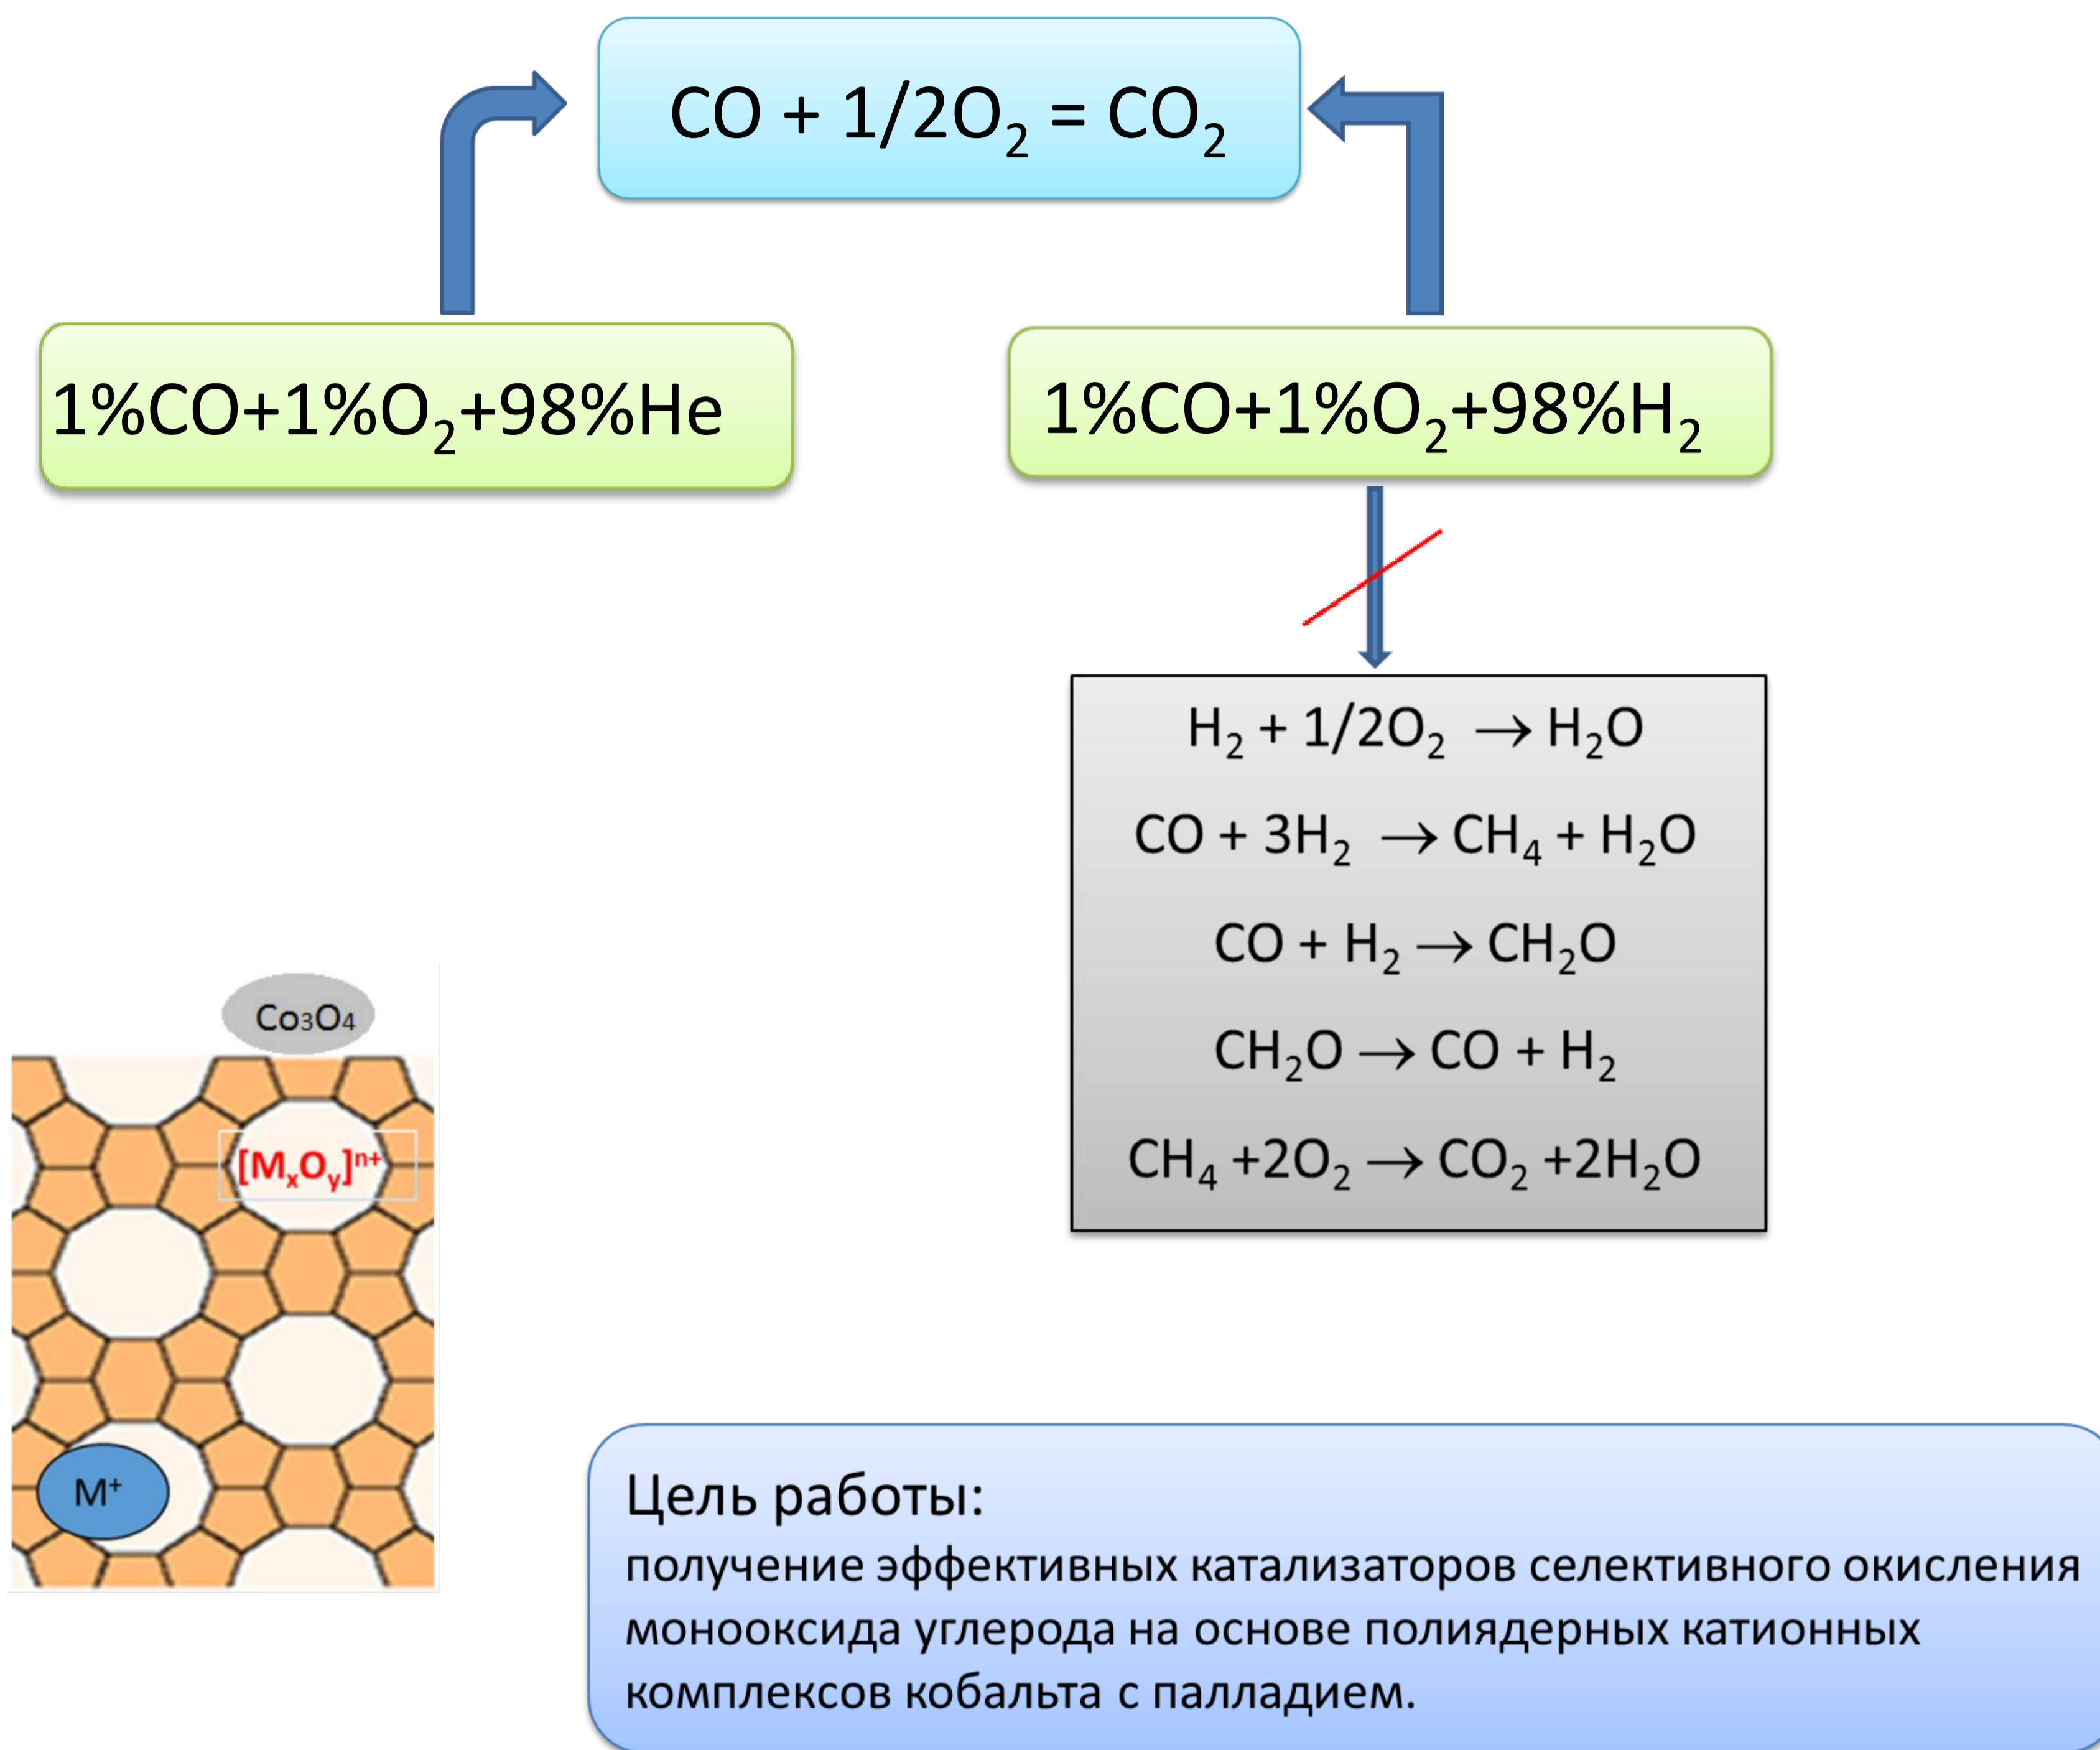 CO + 1/2O₂ = CO₂
1%CO+1%O₂+98%He
1%CO+1%O₂+98%H₂
H₂ + 1/2O₂ → H₂O
CO + 3H₂ → CH₄ + H₂O
CO + H₂ → CH₂O
CH₂O → CO + H₂
CH₄ +2O₂ → CO₂ +2H₂O
Co₃O₄
[MₓOᵧ]ⁿ⁺
M⁺
Цель работы:
получение эффективных катализаторов селективного окисления
монооксида углерода на основе полиядерных катионных
комплексов кобальта с палладием.